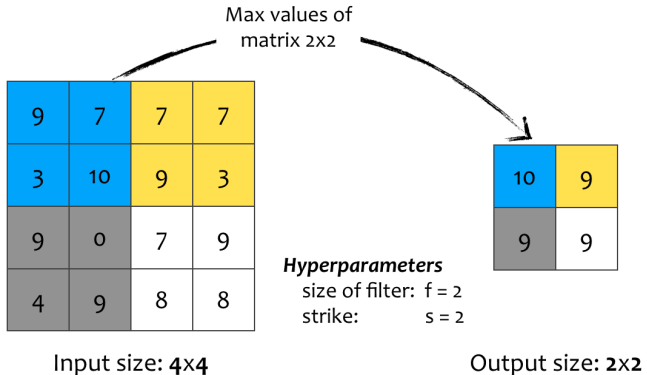 Max values of
matrix 2x2
9 7 7 7
3 10 9 3
9 0 7 9
4 9 8 8
10 9
9 9
Hyperparameters
size of filter: f = 2
strike: s = 2
Input size: 4x4
Output size: 2x2